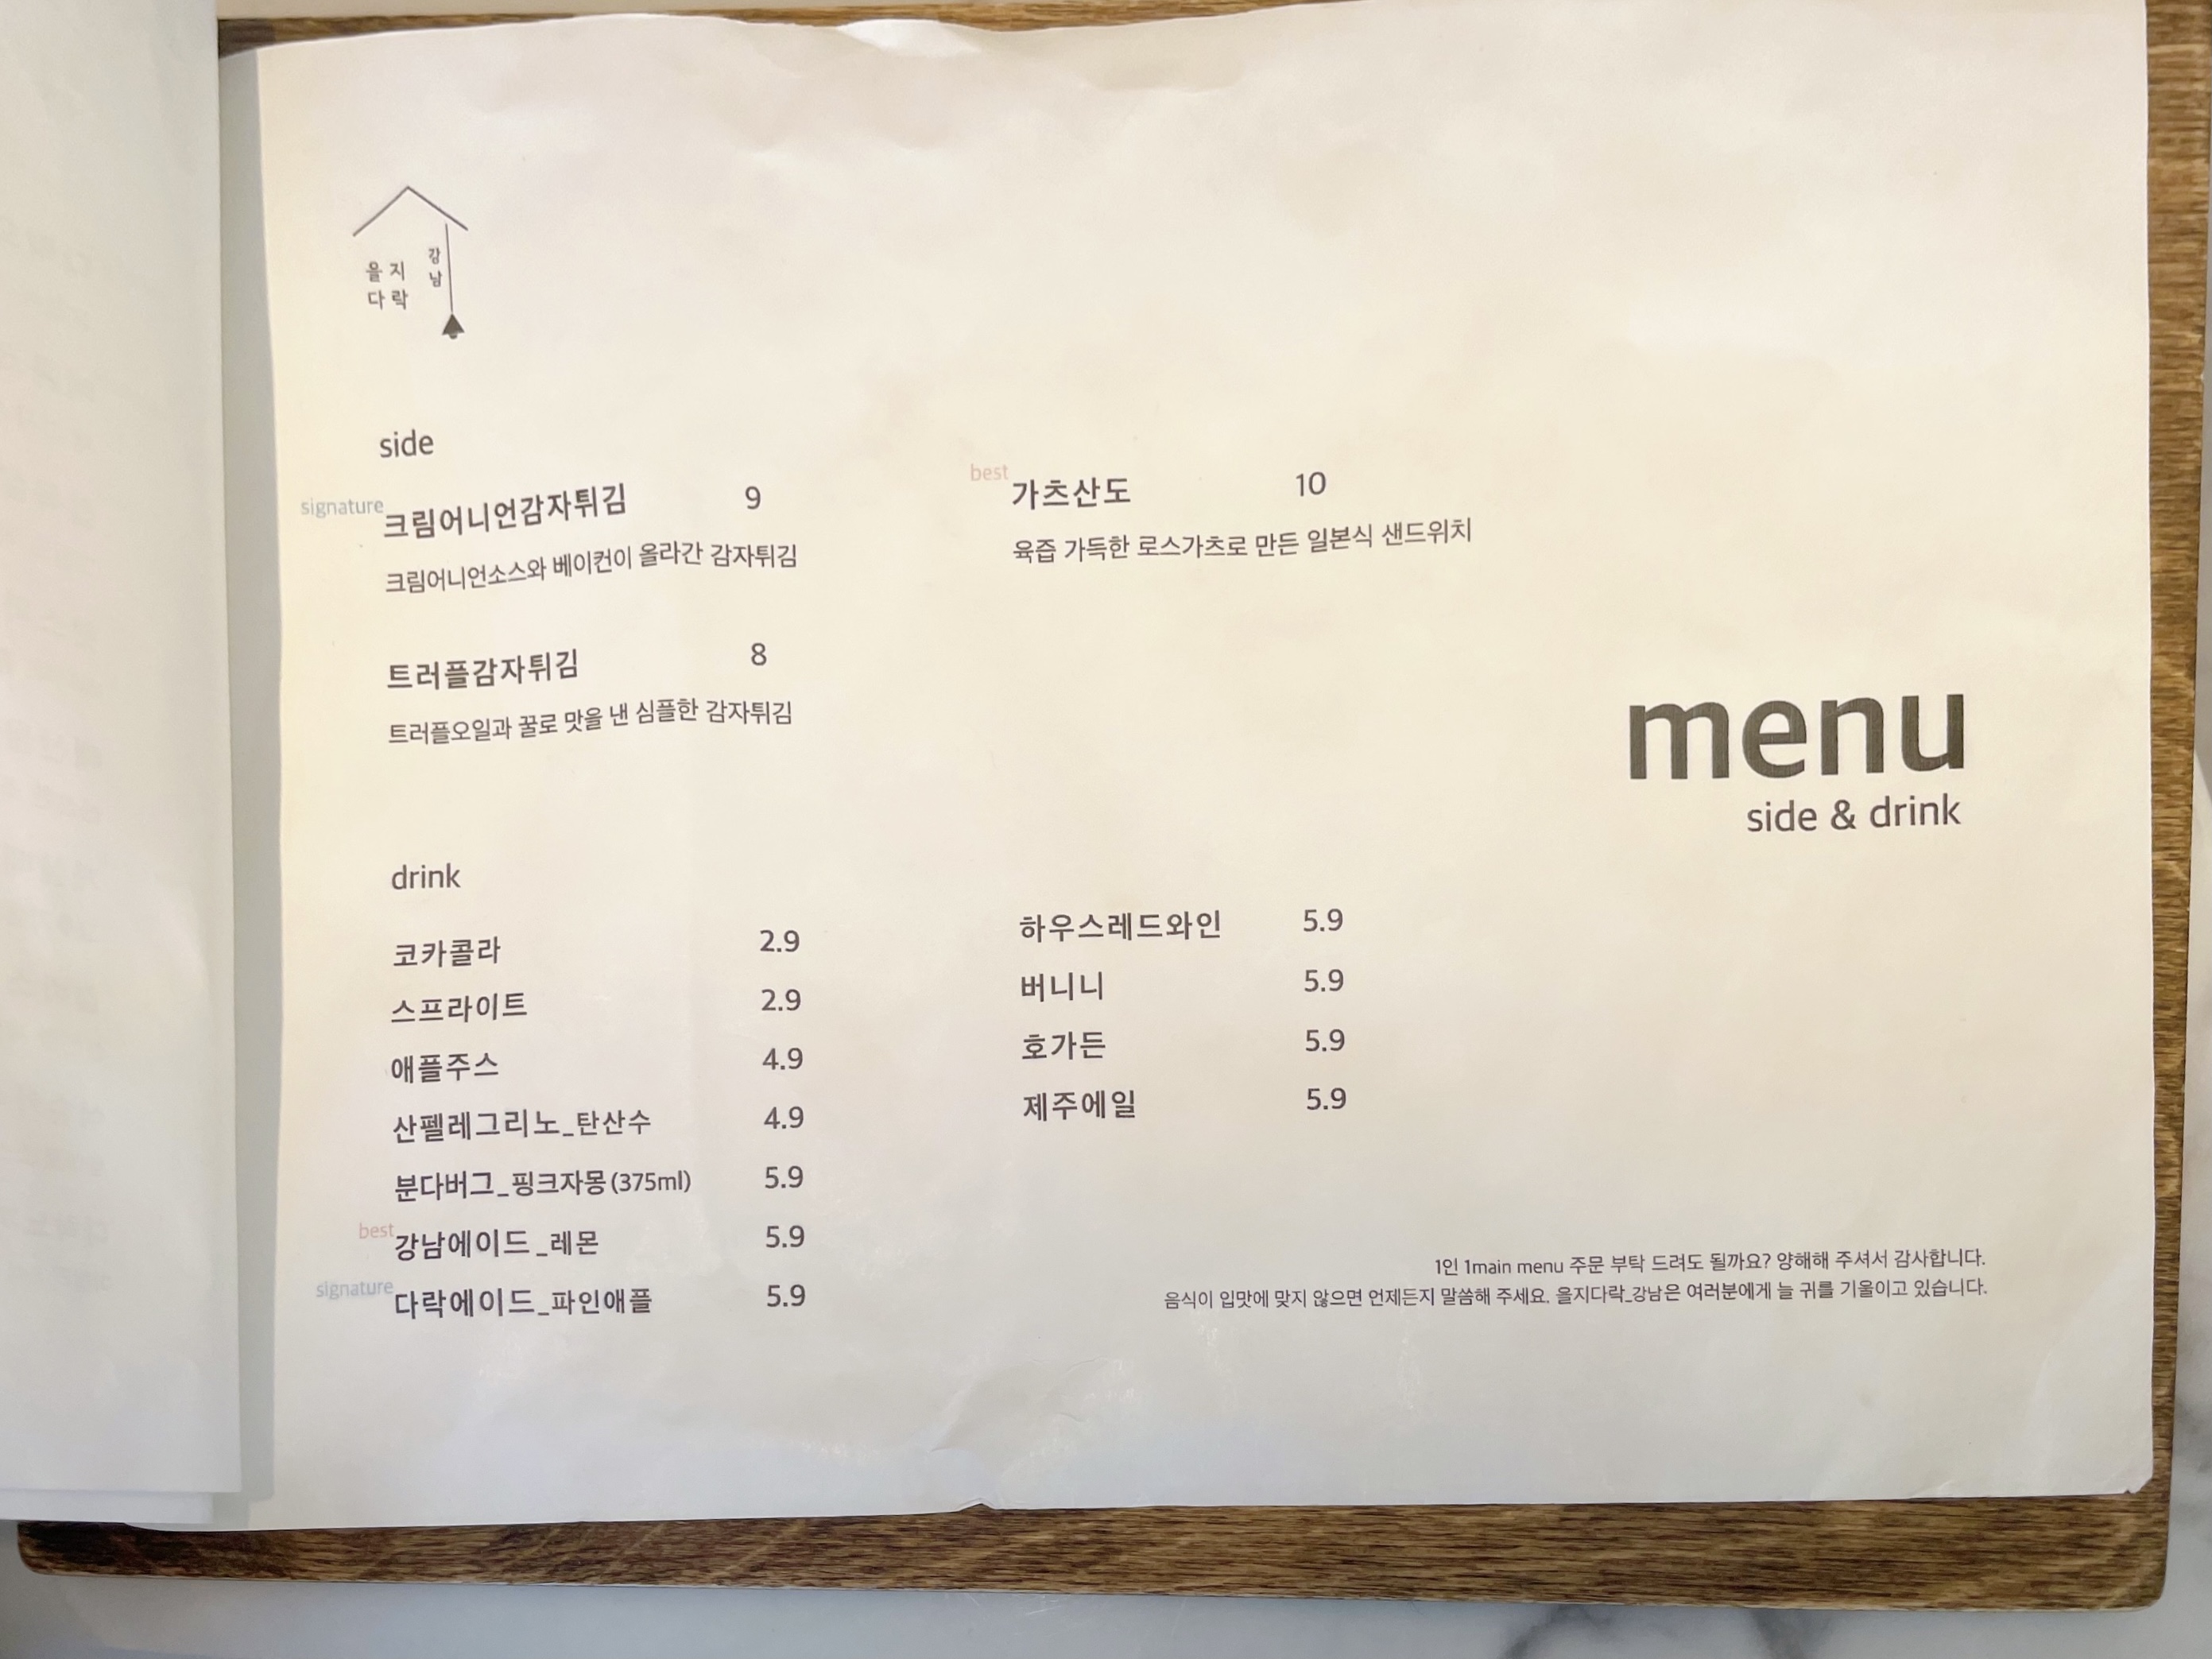 을지 강남
다락
side
signature 크림어니언감자튀김 9
크림어니언소스와 베이컨이 올라간 감자튀김
트러플감자튀김 8
트러플오일과 꿀로 맛을 낸 심플한 감자튀김
best 가츠산도 10
육즙 가득한 로스가츠로 만든 일본식 샌드위치
menu
side & drink
drink
코카콜라 2.9
스프라이트 2.9
애플주스 4.9
산펠레그리노_탄산수 4.9
분다버그_핑크자몽(375ml) 5.9
best 강남에이드_레몬 5.9
signature 다락에이드_파인애플 5.9
하우스레드와인 5.9
버니니 5.9
호가든 5.9
제주에일 5.9
1인 1main menu 주문 부탁 드려도 될까요? 양해해 주셔서 감사합니다.
음식이 입맛에 맞지 않으면 언제든지 말씀해 주세요. 을지다락_강남은 여러분에게 늘 귀를 기울이고 있습니다.